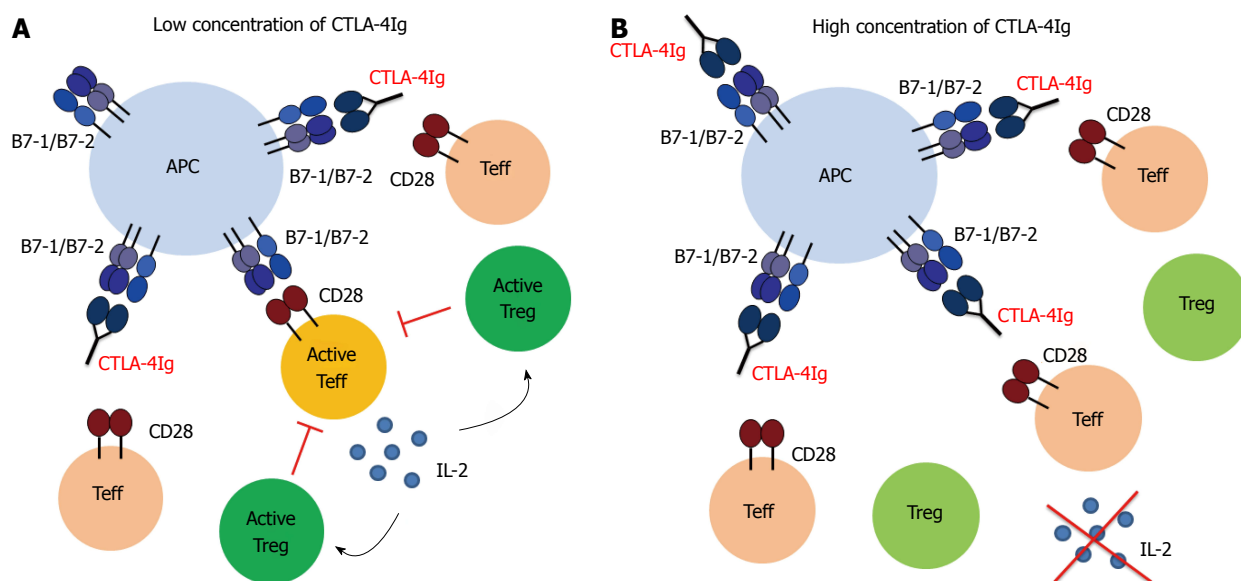 A
Low concentration of CTLA-4Ig
CTLA-4Ig
B7-1/B7-2
APC
CD28
Teff
B7-1/B7-2
B7-1/B7-2
B7-1/B7-2
CD28
Active
Treg
CTLA-4Ig
Active
Teff
CD28
IL-2
Teff
Active
Treg
B
High concentration of CTLA-4Ig
CTLA-4Ig
B7-1/B7-2
CTLA-4Ig
B7-1/B7-2
CD28
APC
Teff
B7-1/B7-2
B7-1/B7-2
Treg
CTLA-4Ig
CD28
CTLA-4Ig
Teff
CD28
Teff
Treg
IL-2